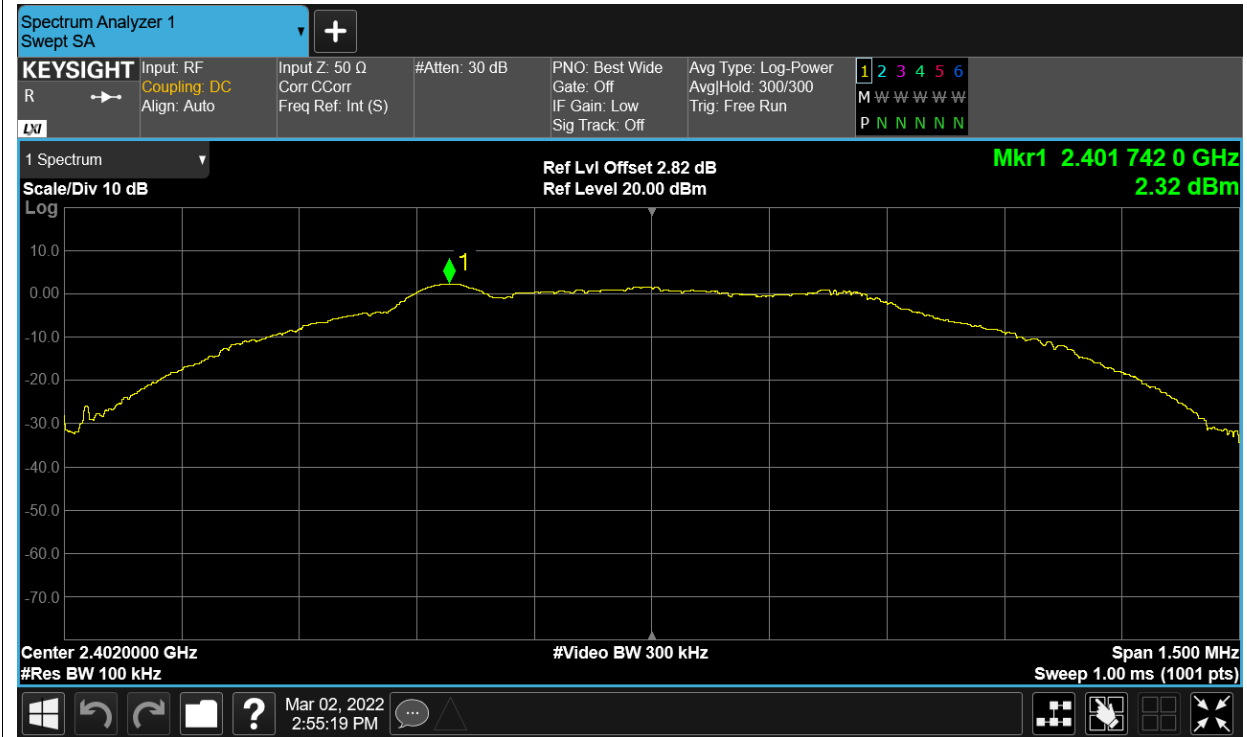 Spectrum Analyzer 1
Swept SA
KEYSIGHT
R
LXI
Input: RF
Coupling: DC
Align: Auto
Input Z: 50 Ω
Corr CCorr
Freq Ref: Int (S)
#Atten: 30 dB
PNO: Best Wide
Gate: Off
IF Gain: Low
Sig Track: Off
Avg Type: Log-Power
Avg|Hold: 300/300
Trig: Free Run
1 2 3 4 5 6
M W W W W W
P N N N N N
1 Spectrum
Scale/Div 10 dB
Log
Ref Lvl Offset 2.82 dB
Ref Level 20.00 dBm
Mkr1 2.401 742 0 GHz
2.32 dBm
1
10.0
0.00
-10.0
-20.0
-30.0
-40.0
-50.0
-60.0
-70.0
Center 2.4020000 GHz
#Res BW 100 kHz
#Video BW 300 kHz
Span 1.500 MHz
Sweep 1.00 ms (1001 pts)
?
Mar 02, 2022
2:55:19 PM